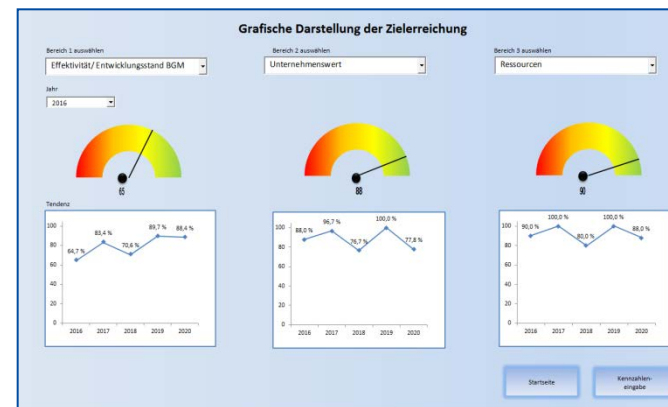 Grafische Darstellung der Zielerreichung
Bereich 1 auswählen
Bereich 2 auswählen
Bereich 3 auswählen
Effektivität/ Entwicklungsstand BGM
Unternehmenswert
Ressourcen
Jahr
2016
65
88
90
Tendenz
100
80
60
40
20
0
64,7 %
83,4 %
70,6 %
89,7 %
88,4 %
2016 2017 2018 2019 2020
100
80
60
40
20
0
88,0 %
96,7 %
76,7 %
100,0 %
77,8 %
2016 2017 2018 2019 2020
100
80
60
40
20
0
90,0 %
100,0 %
80,0 %
100,0 %
88,0 %
2016 2017 2018 2019 2020
Startseite
Kennzahlen-
eingabe